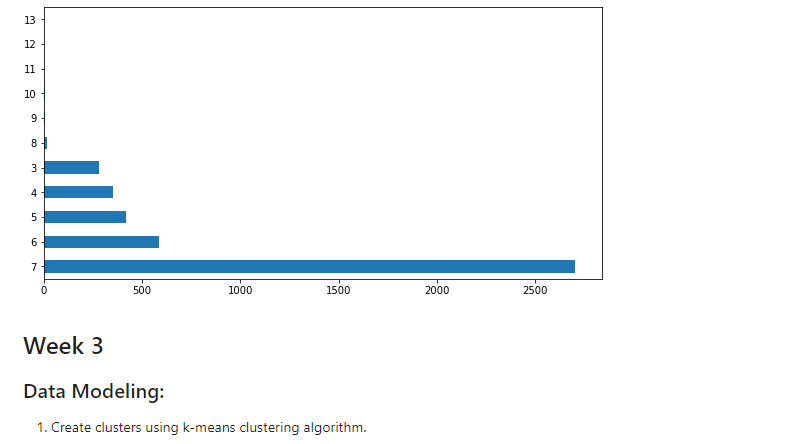 13
12
11
10
9
8
3
4
5
6
7
0 500 1000 1500 2000 2500
Week 3
Data Modeling:
1. Create clusters using k-means clustering algorithm.